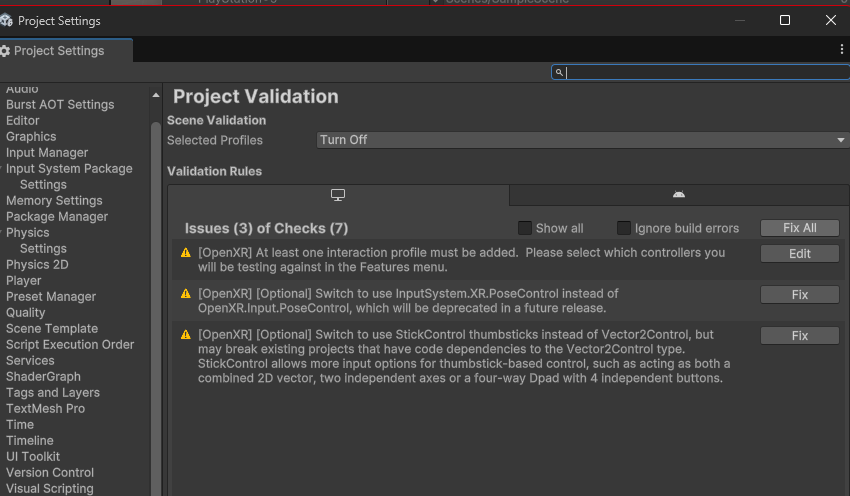 Project Settings
Project Settings
Audio
Burst AOT Settings
Editor
Graphics
Input Manager
Input System Package
Settings
Memory Settings
Package Manager
Physics
Settings
Physics 2D
Player
Preset Manager
Quality
Scene Template
Script Execution Order
Services
ShaderGraph
Tags and Layers
TextMesh Pro
Time
Timeline
UI Toolkit
Version Control
Visual Scripting
Project Validation
Scene Validation
Selected Profiles Turn Off
Validation Rules
Issues (3) of Checks (7) Show all Ignore build errors Fix All
[OpenXR] At least one interaction profile must be added.  Please select which controllers you
will be testing against in the Features menu.
Edit
[OpenXR] [Optional] Switch to use InputSystem.XR.PoseControl instead of
OpenXR.Input.PoseControl, which will be deprecated in a future release.
Fix
[OpenXR] [Optional] Switch to use StickControl thumbsticks instead of Vector2Control, but
may break existing projects that have code dependencies to the Vector2Control type.
StickControl allows more input options for thumbstick-based control, such as acting as both a
combined 2D vector, two independent axes or a four-way Dpad with 4 independent buttons.
Fix